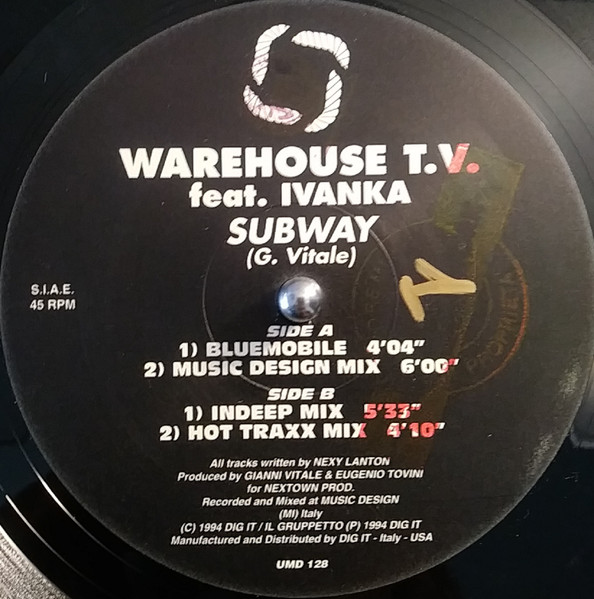 WAREHOUSE T.V.
feat. IVANKA
SUBWAY
(G. Vitale)
S.I.A.E.
45 RPM
SIDE A
1) BLUEMOBILE 4'04"
2) MUSIC DESIGN MIX 6'00"
SIDE B
1) INDEEP MIX 5'33"
2) HOT TRAXX MIX 4'10"
All tracks written by NEXY LANTON
Produced by GIANNI VITALE & EUGENIO TOVINI
for NEXTOWN PROD.
Recorded and Mixed at MUSIC DESIGN
(MI) Italy
(C) 1994 DIG IT / IL GRUPPETTO (P) 1994 DIG IT
Manufactured and Distributed by DIG IT - Italy - USA
UMD 128
PROPRIETA